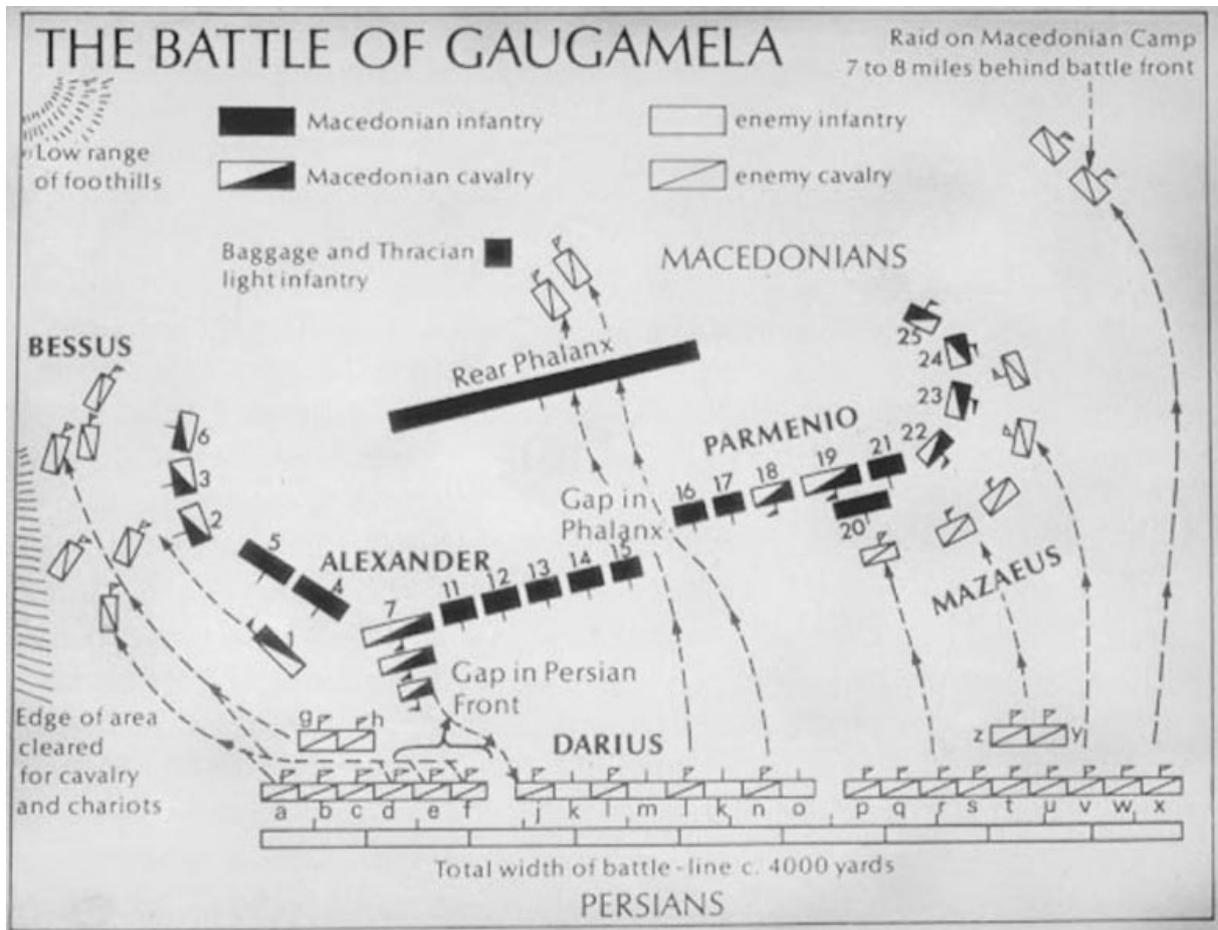 THE BATTLE OF GAUGAMELA
Raid on Macedonian Camp
7 to 8 miles behind battle front
Macedonian infantry
enemy infantry
Low range
of foothills
Macedonian cavalry
enemy cavalry
Baggage and Thracian
light infantry
MACEDONIANS
BESSUS
Rear Phalanx
25
24
23
22
PARMENIO
21
19
18
17
16
20
6
3
2
Gap in
Phalanx
5
4
ALEXANDER
15
14
13
12
11
7
1
MAZAEUS
Gap in Persian
Front
Edge of area
cleared
for cavalry
and chariots
g h
DARIUS
z y
a b c d e f j k l m l k n o p q r s t u v w x
Total width of battle-line c. 4000 yards
PERSIANS